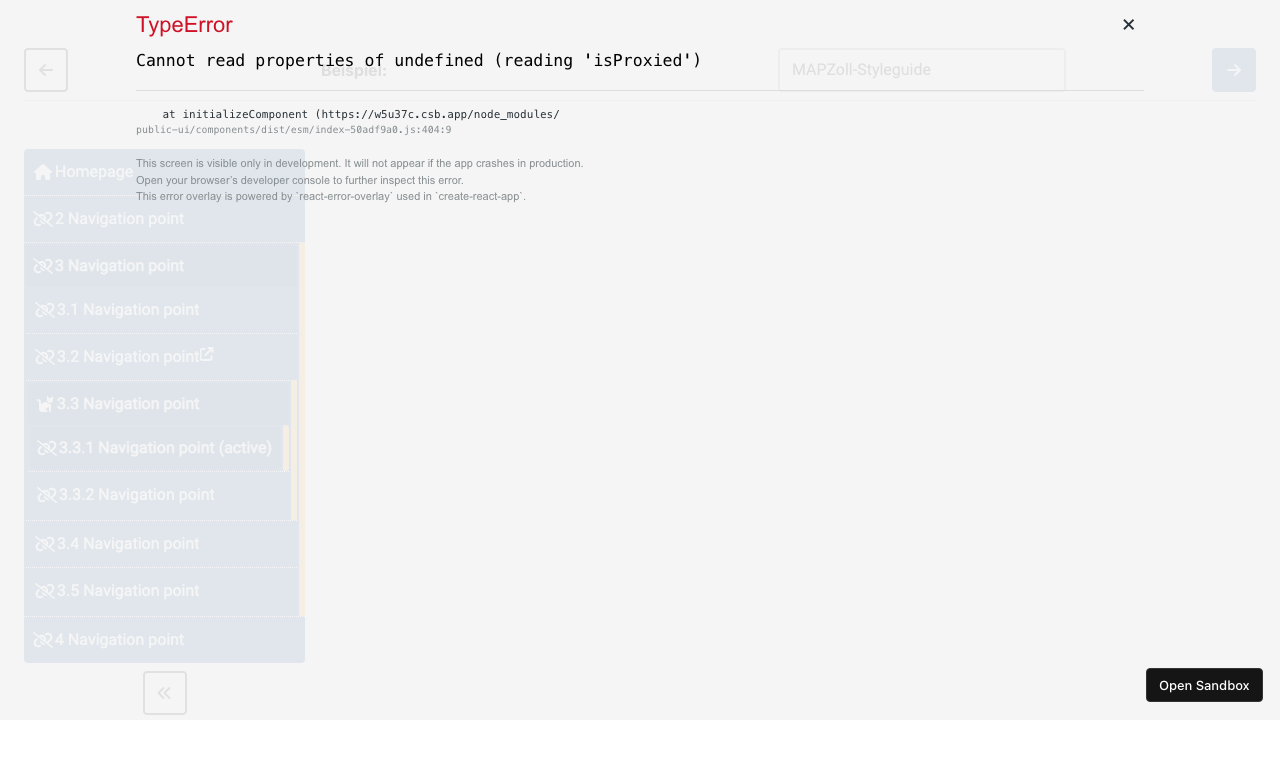 TypeError
Cannot read properties of undefined (reading 'isProxied')
Beispiel:
MAPZoll-Styleguide
at initializeComponent (https://w5u37c.csb.app/node_modules/
public-ui/components/dist/esm/index-50adf9a0.js:404:9
This screen is visible only in development. It will not appear if the app crashes in production.
Open your browser’s developer console to further inspect this error.
This error overlay is powered by `react-error-overlay` used in `create-react-app`.
Homepage
2 Navigation point
3 Navigation point
3.1 Navigation point
3.2 Navigation point
3.3 Navigation point
3.3.1 Navigation point (active)
3.3.2 Navigation point
3.4 Navigation point
3.5 Navigation point
4 Navigation point
Open Sandbox